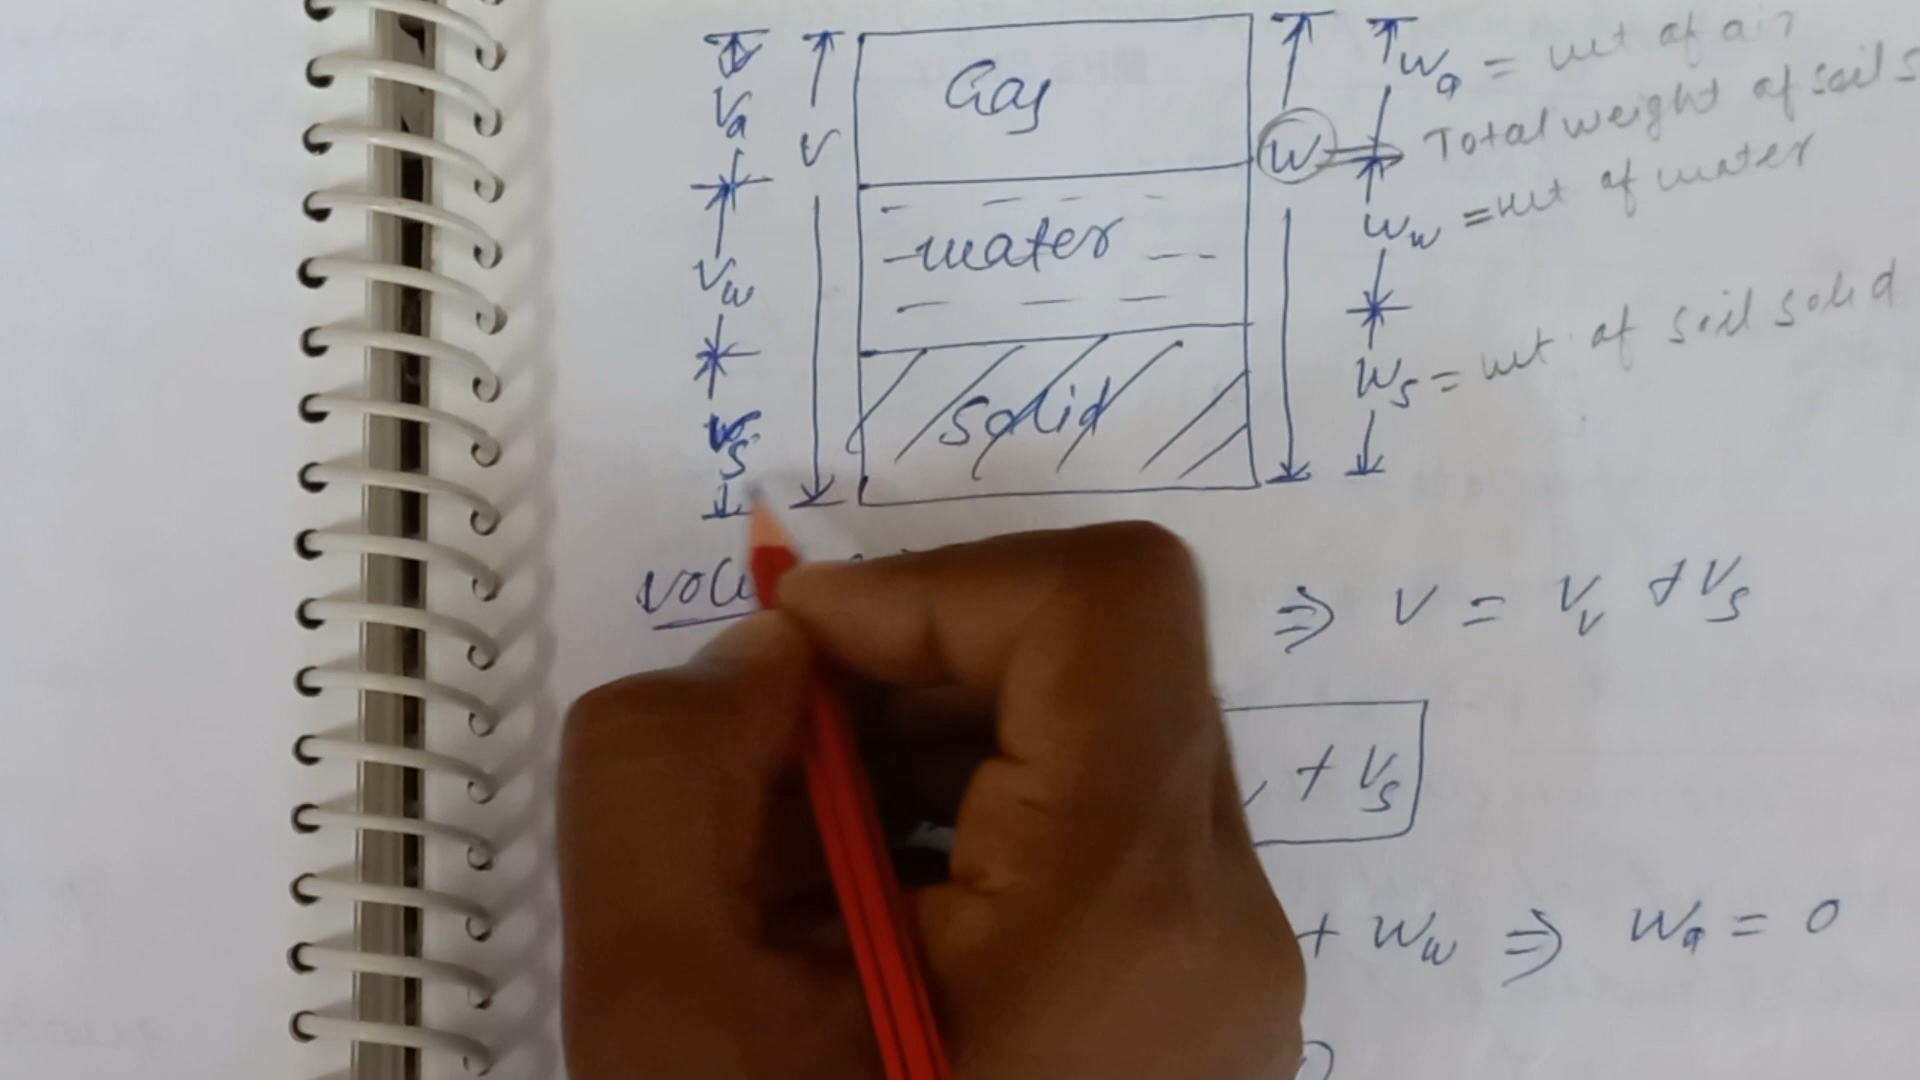 Va V Gas W Wa = wt of air
Total weight of soil
Vw water Ww = wt of water
Vs solid Ws = wt. of soil solid
⇒ V = Vv + Vs
+ Vs
+ Ww ⇒ Wa = 0